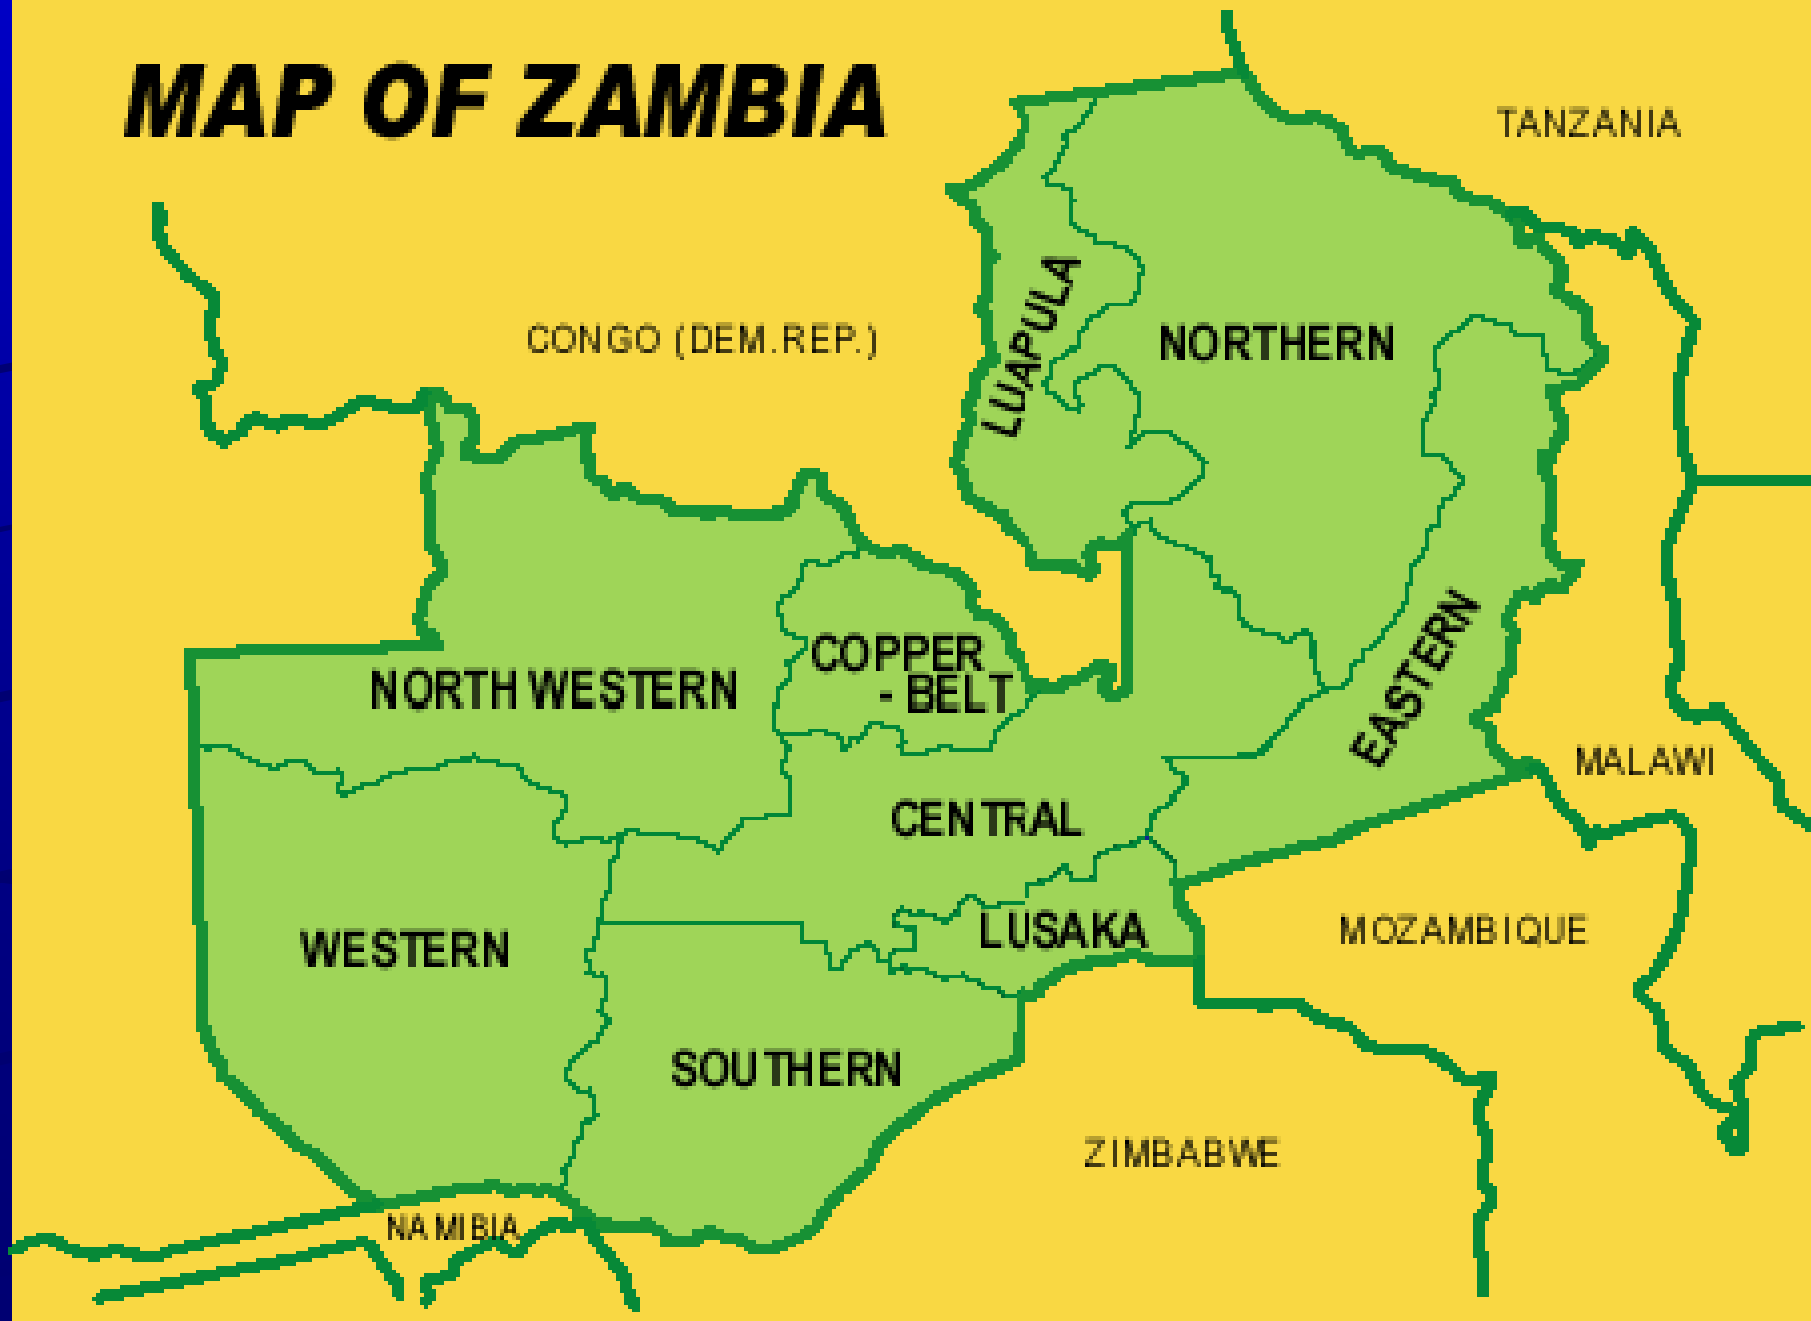 MAP OF ZAMBIA
TANZANIA
CONGO (DEM.REP.)
LUAPULA
NORTHERN
COPPER
- BELT
NORTH WESTERN
EASTERN
MALAWI
CENTRAL
LUSAKA
MOZAMBIQUE
WESTERN
SOUTHERN
ZIMBABWE
NAMIBIA